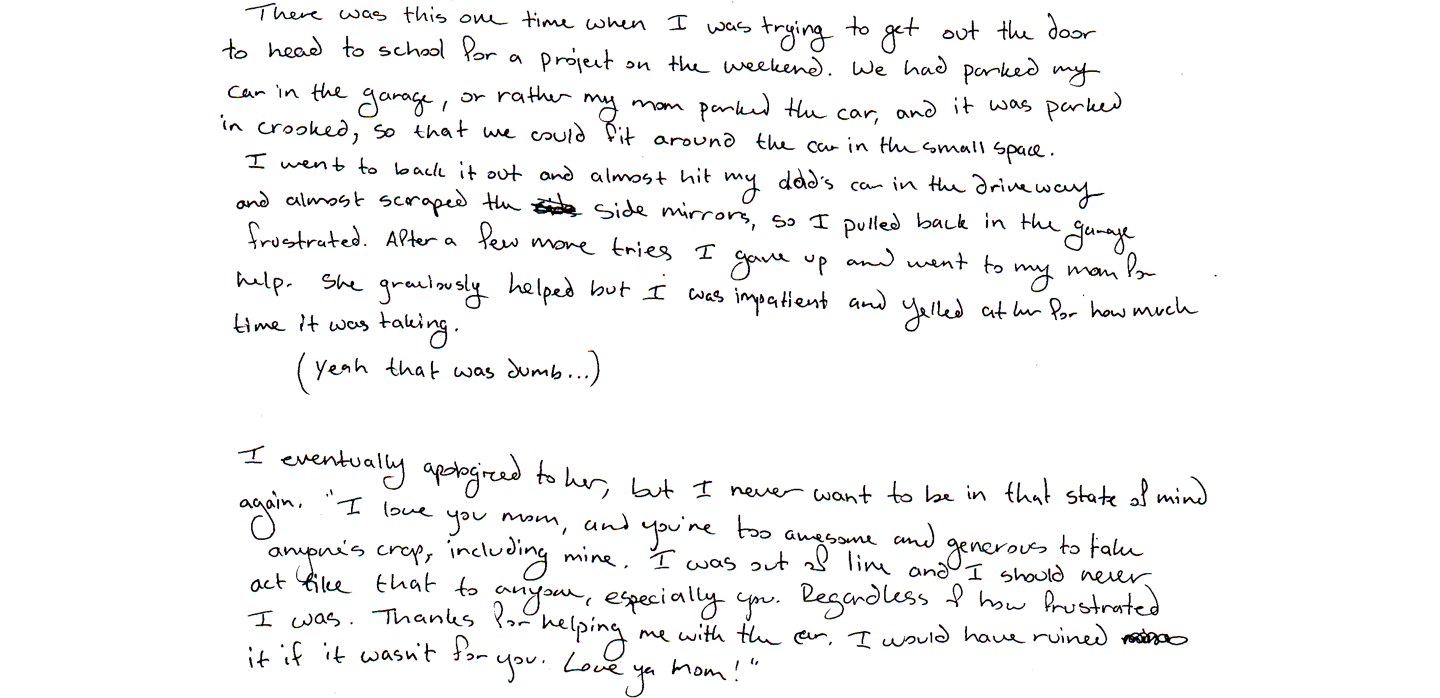 There was this one time when I was trying to get out the door
to head to school for a project on the weekend. We had parked my
car in the garage, or rather my mom parked the car, and it was parked
in crooked, so that we could fit around the car in the small space.
I went to back it out and almost hit my dad's car in the driveway
and almost scraped the side mirrors, so I pulled back in the garage
frustrated. After a few more tries I gave up and went to my mom for
help. She graciously helped but I was impatient and yelled at her for how much
time it was taking.
(Yeah that was dumb...)
I eventually apologized to her, but I never want to be in that state of mind
again. "I love you mom, and you're too awesome and generous to take
anyone's crap, including mine. I was out of line and I should never
act like that to anyone, especially you. Regardless of how frustrated
I was. Thanks for helping me with the car. I would have ruined
it if it wasn't for you. Love ya Mom!"